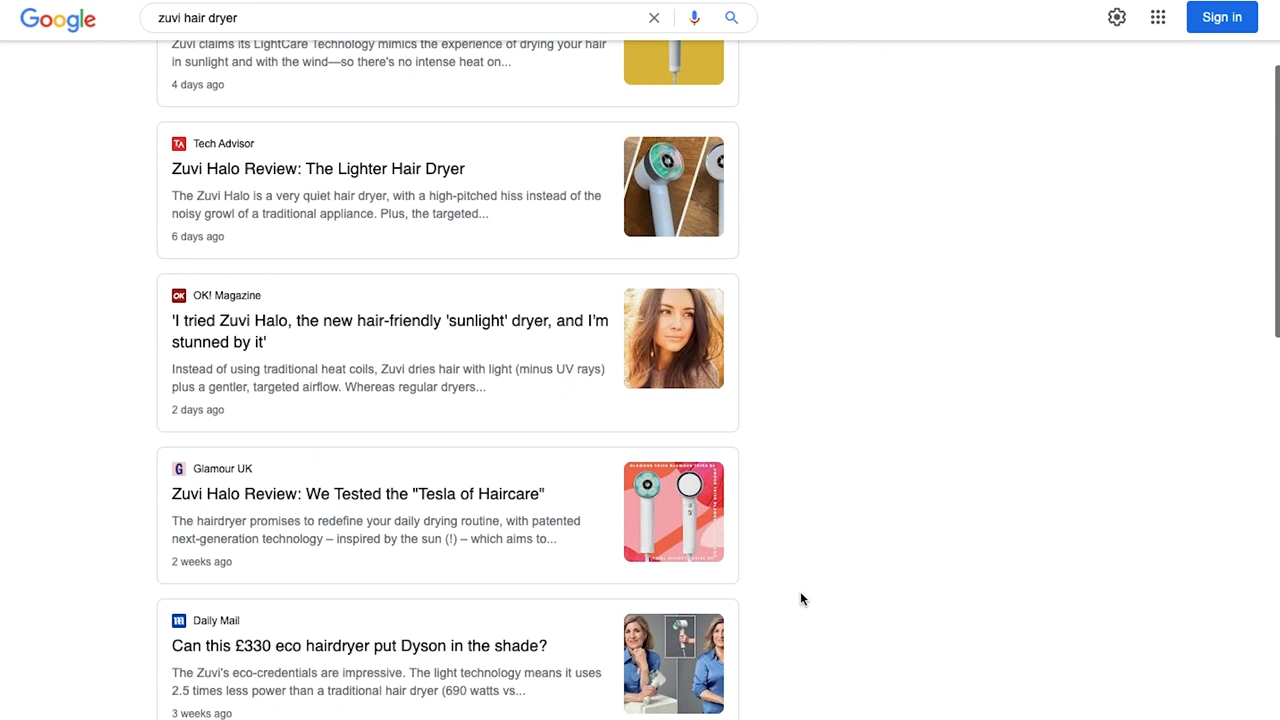 Google
zuvi hair dryer
Sign in
Zuvi claims its LightCare Technology mimics the experience of drying your hair
in sunlight and with the wind—so there's no intense heat on...
4 days ago
TA Tech Advisor
Zuvi Halo Review: The Lighter Hair Dryer
The Zuvi Halo is a very quiet hair dryer, with a high-pitched hiss instead of the
noisy growl of a traditional appliance. Plus, the targeted...
6 days ago
OK OK! Magazine
'I tried Zuvi Halo, the new hair-friendly 'sunlight' dryer, and I'm
stunned by it'
Instead of using traditional heat coils, Zuvi dries hair with light (minus UV rays)
plus a gentler, targeted airflow. Whereas regular dryers...
2 days ago
G Glamour UK
Zuvi Halo Review: We Tested the "Tesla of Haircare"
The hairdryer promises to redefine your daily drying routine, with patented
next-generation technology – inspired by the sun (!) – which aims to...
2 weeks ago
m Daily Mail
Can this £330 eco hairdryer put Dyson in the shade?
The Zuvi's eco-credentials are impressive. The light technology means it uses
2.5 times less power than a traditional hair dryer (690 watts vs...
3 weeks ago